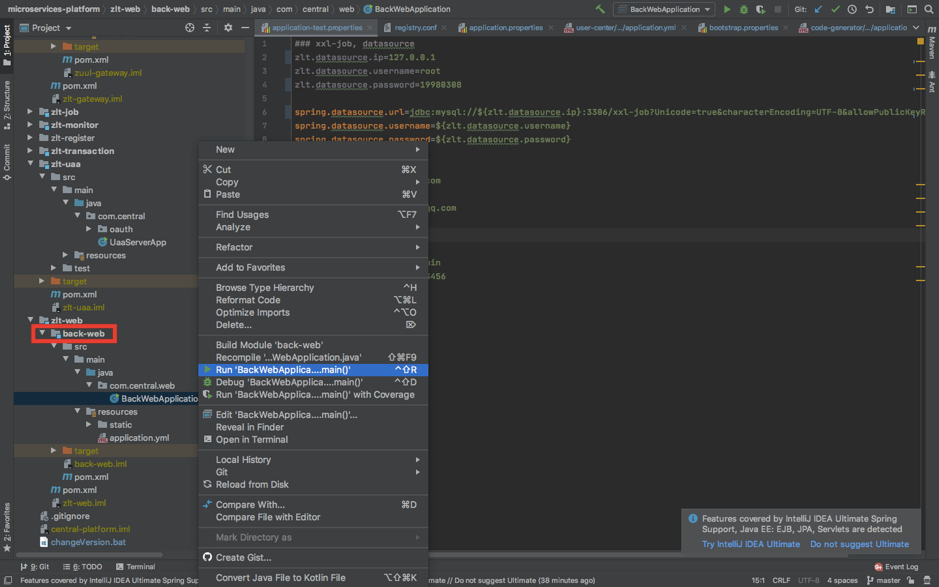 microservices-platform › zlt-web › back-web › src › main › java › com › central › web › BackWebApplication
BackWebApplication
Git:
Project
application-test.properties
registry.conf
application.properties
user-center/.../application.yml
bootstrap.properties
code-generator/.../applicatio
1: Project
2: Structure
Commit
2: Favorites
Maven
Ant
target
pom.xml
zuul-gateway.iml
pom.xml
zlt-gateway.iml
zlt-job
zlt-monitor
zlt-register
zlt-transaction
zlt-uaa
src
main
java
com.central
oauth
UaaServerApp
resources
test
target
pom.xml
zlt-uaa.iml
zlt-web
back-web
src
main
java
com.central.web
BackWebApplicatio
resources
static
application.yml
target
back-web.iml
pom.xml
pom.xml
zlt-web.iml
.gitignore
central-platform.iml
changeVersion.bat
1 ### xxl-job, datasource
2 zlt.datasource.ip=127.0.0.1
3 zlt.datasource.username=root
4 zlt.datasource.password=19980308
5
6 spring.datasource.url=jdbc:mysql://${zlt.datasource.ip}:3306/xxl-job?Unicode=true&characterEncoding=UTF-8&allowPublicKeyR
7 spring.datasource.username=${zlt.datasource.username}
8 spring.datasource.password=${zlt.datasource.password}
com
qq.com
in
456
New
Cut ⌘X
Copy
Paste ⌘V
Find Usages ⌥F7
Analyze
Refactor
Add to Favorites
Browse Type Hierarchy ^H
Reformat Code ⌥⌘L
Optimize Imports ^⌥O
Delete... ⌦
Build Module 'back-web'
Recompile '...WebApplication.java' ⇧⌘F9
Run 'BackWebApplica....main()' ^⇧R
Debug 'BackWebApplica....main()' ^⇧D
Run 'BackWebApplica....main()' with Coverage
Edit 'BackWebApplica....main()'...
Reveal in Finder
Open in Terminal
Local History
Git
Reload from Disk
Compare With... ⌘D
Compare File with Editor
Mark Directory as
Create Gist...
Convert Java File to Kotlin File ⌥⇧⌘K
Features covered by IntelliJ IDEA Ultimate Spring
Support, Java EE: EJB, JPA, Servlets are detected
Try IntelliJ IDEA Ultimate Do not suggest Ultimate
9: Git
6: TODO
Terminal
Event Log
Features covered by IntelliJ IDEA Ultimate Spring Sup
mate // Do not suggest Ultimate (38 minutes ago)
15:1 CRLF UTF-8 4 spaces master